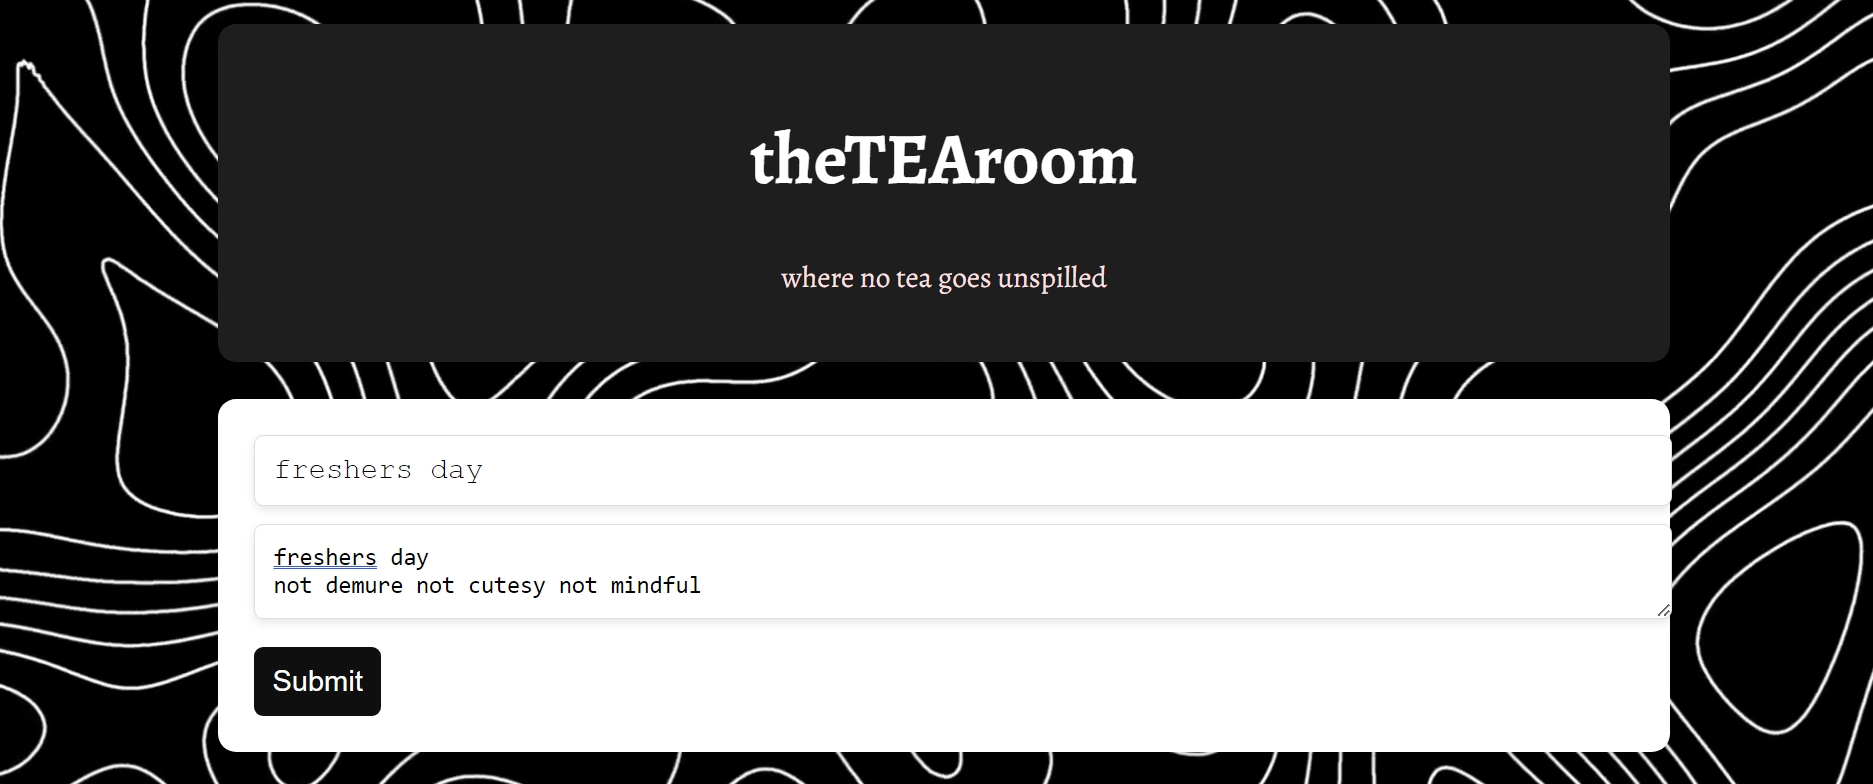 theTEAroom
where no tea goes unspilled
freshers day
freshers day
not demure not cutesy not mindful
Submit